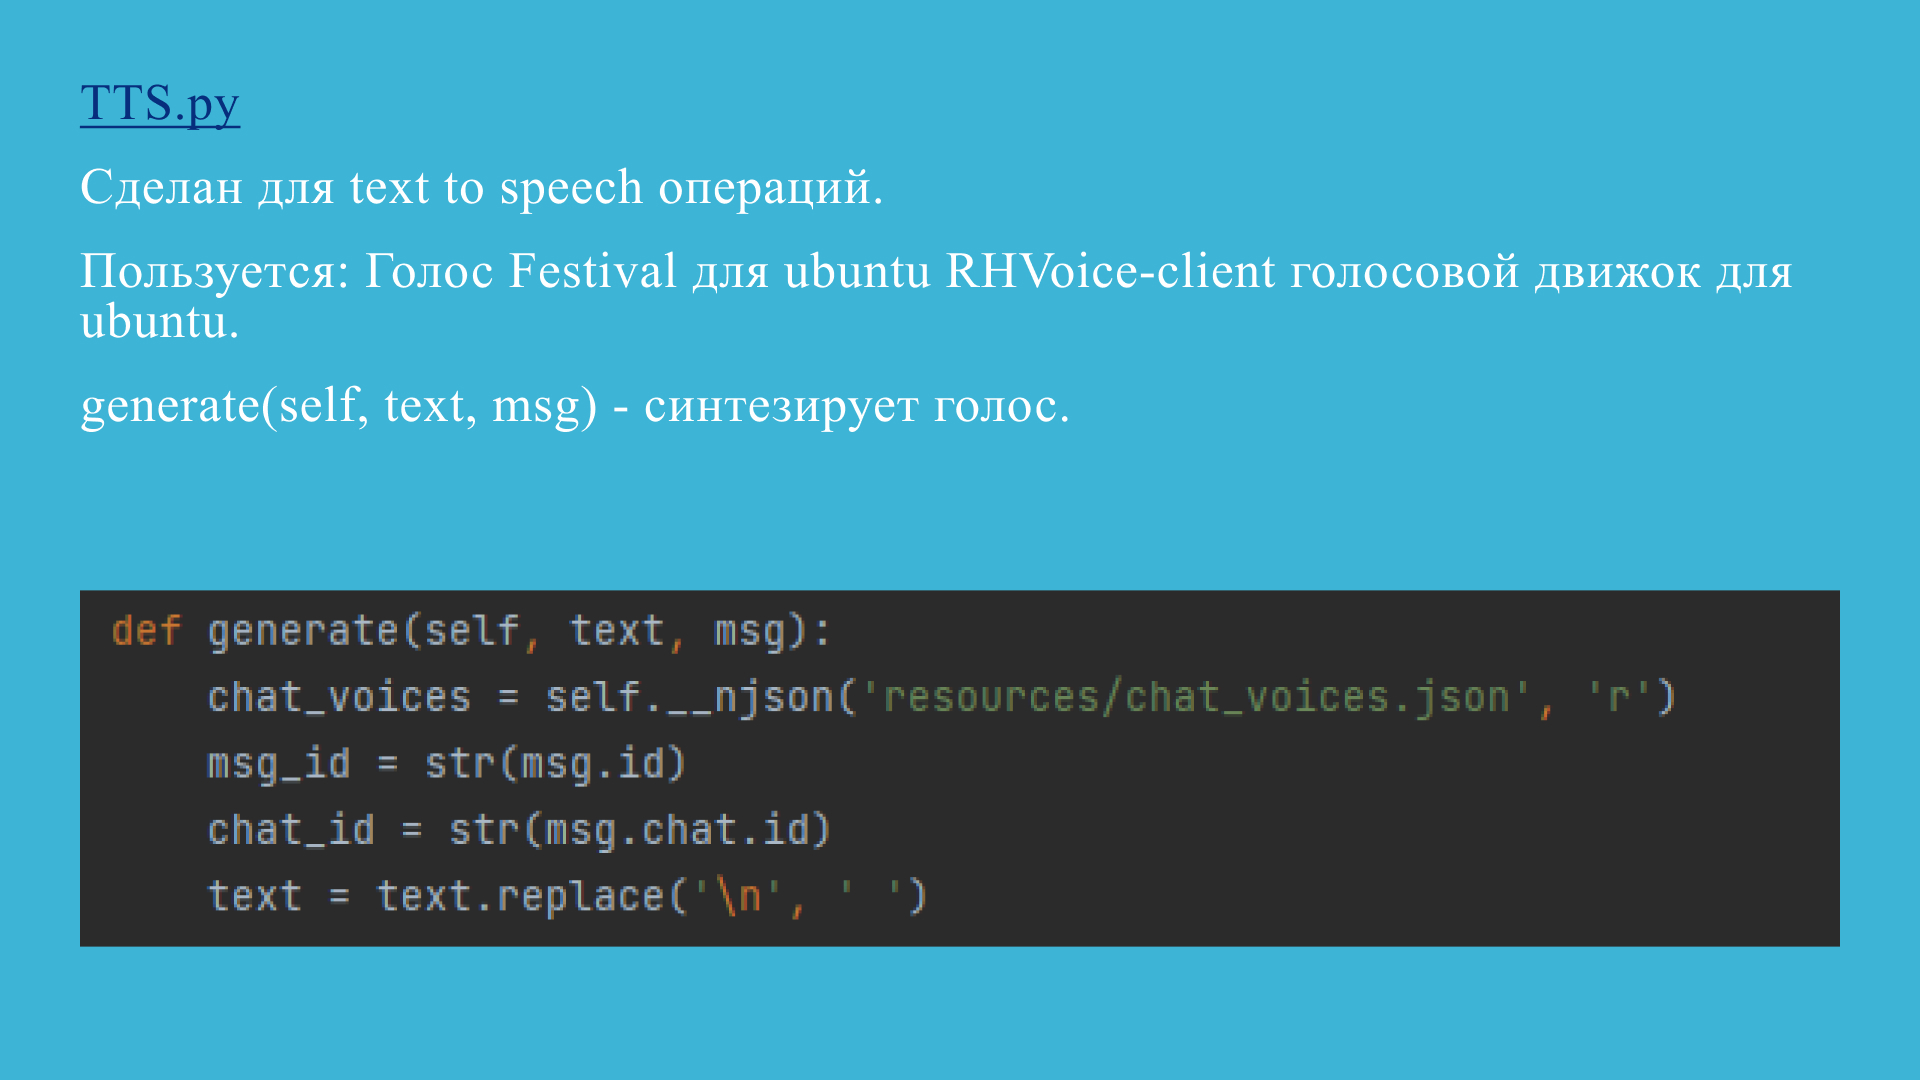 TTS.py
Сделан для text to speech операций.
Пользуется: Голос Festival для ubuntu RHVoice-client голосовой движок для
ubuntu.
generate(self, text, msg) - синтезирует голос.
def generate(self, text, msg):
    chat_voices = self.__njson('resources/chat_voices.json', 'r')
    msg_id = str(msg.id)
    chat_id = str(msg.chat.id)
    text = text.replace('\n', ' ')